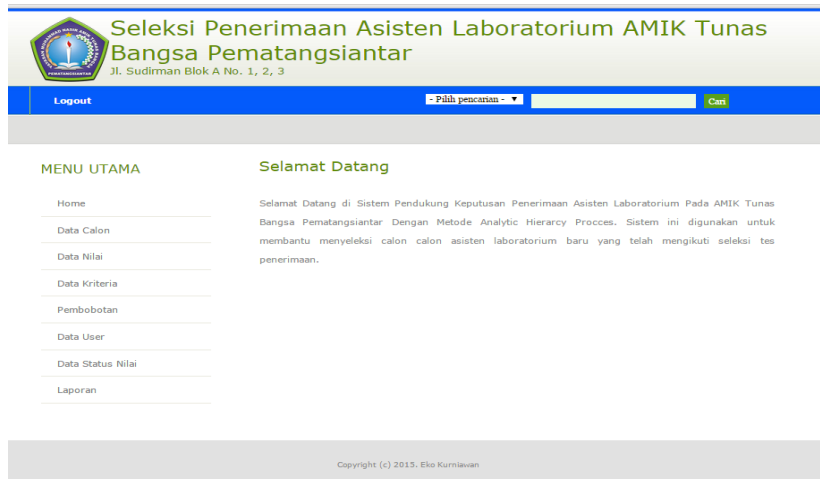 Seleksi Penerimaan Asisten Laboratorium AMIK Tunas
Bangsa Pematangsiantar
Jl. Sudirman Blok A No. 1, 2, 3
PEMATANGSIANTAR
Logout
- Pilih pencarian - ▼
Cari
MENU UTAMA
Home
Data Calon
Data Nilai
Data Kriteria
Pembobotan
Data User
Data Status Nilai
Laporan
Selamat Datang
Selamat Datang di Sistem Pendukung Keputusan Penerimaan Asisten Laboratorium Pada AMIK Tunas
Bangsa Pematangsiantar Dengan Metode Analytic Hierarcy Procces. Sistem ini digunakan untuk
membantu menyeleksi calon calon asisten laboratorium baru yang telah mengikuti seleksi tes
penerimaan.
Copyright (c) 2015. Eko Kurniawan